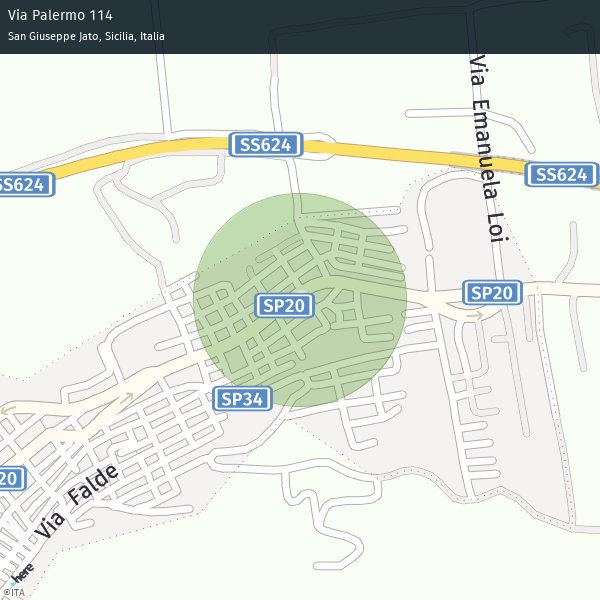 Via Palermo 114
San Giuseppe Jato, Sicilia, Italia
Via Emanuela Loi
SS624
SS624
SS624
SP20
SP20
SP34
20
Via Falde
here
©ITA